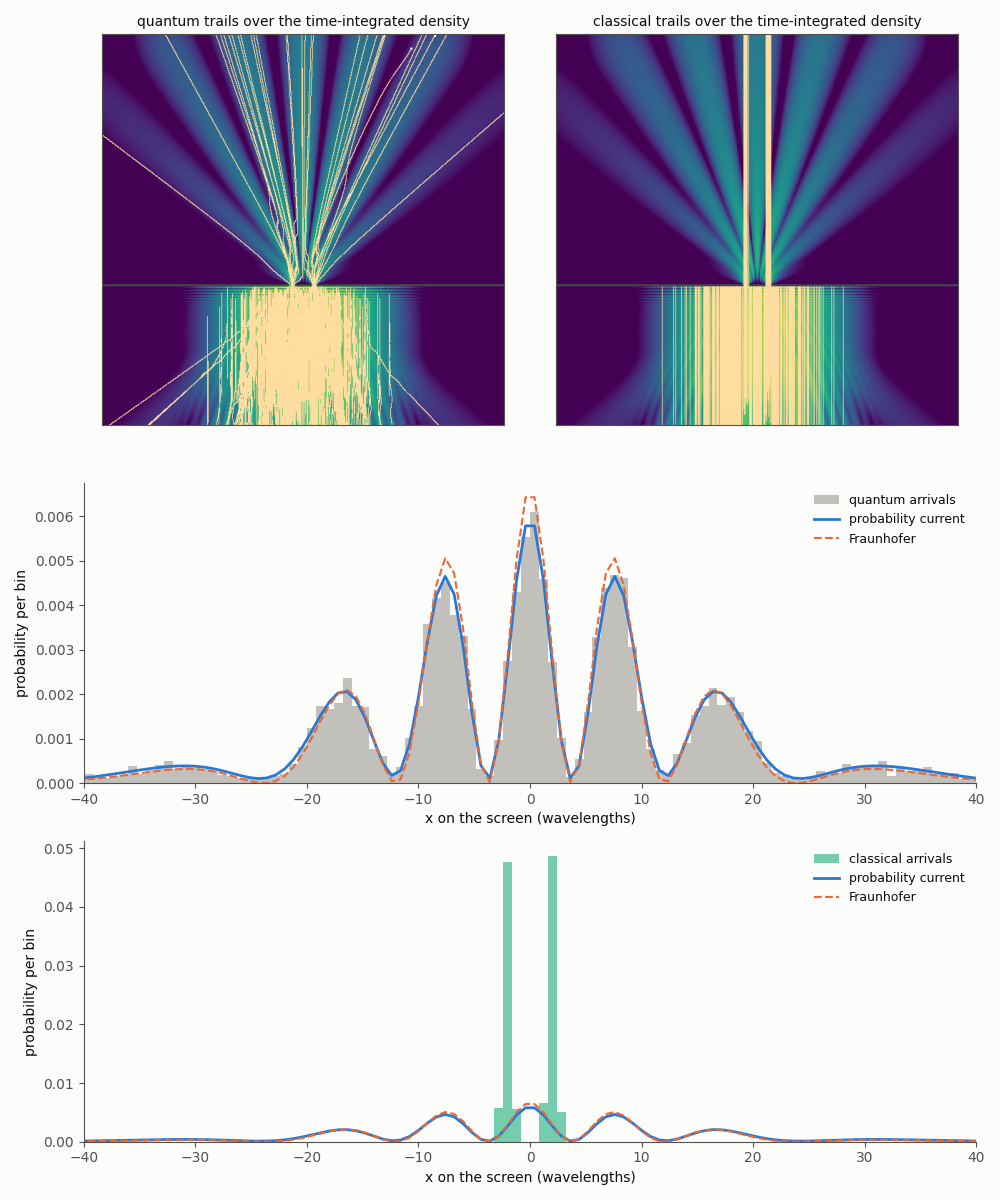 quantum trails over the time-integrated density
classical trails over the time-integrated density
0.006
0.005
0.004
0.003
0.002
0.001
0.000
probability per bin
quantum arrivals
probability current
Fraunhofer
−40 −30 −20 −10 0 10 20 30 40
x on the screen (wavelengths)
0.05
0.04
0.03
0.02
0.01
0.00
probability per bin
classical arrivals
probability current
Fraunhofer
−40 −30 −20 −10 0 10 20 30 40
x on the screen (wavelengths)